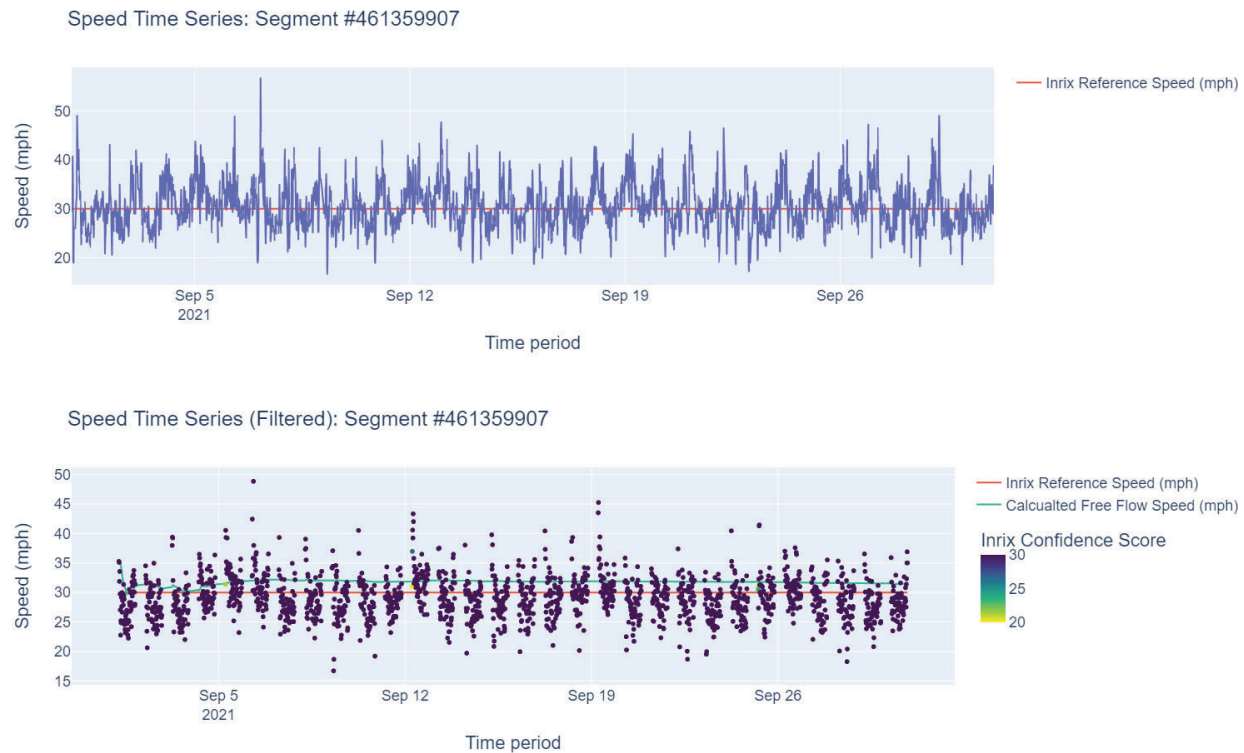 Speed Time Series: Segment #461359907
Inrix Reference Speed (mph)
50
40
30
20
Speed (mph)
Sep 5
2021
Sep 12
Sep 19
Sep 26
Time period
Speed Time Series (Filtered): Segment #461359907
50
45
40
35
30
25
20
15
Speed (mph)
Inrix Reference Speed (mph)
Calcualted Free Flow Speed (mph)
Inrix Confidence Score
30
25
20
Sep 5
2021
Sep 12
Sep 19
Sep 26
Time period